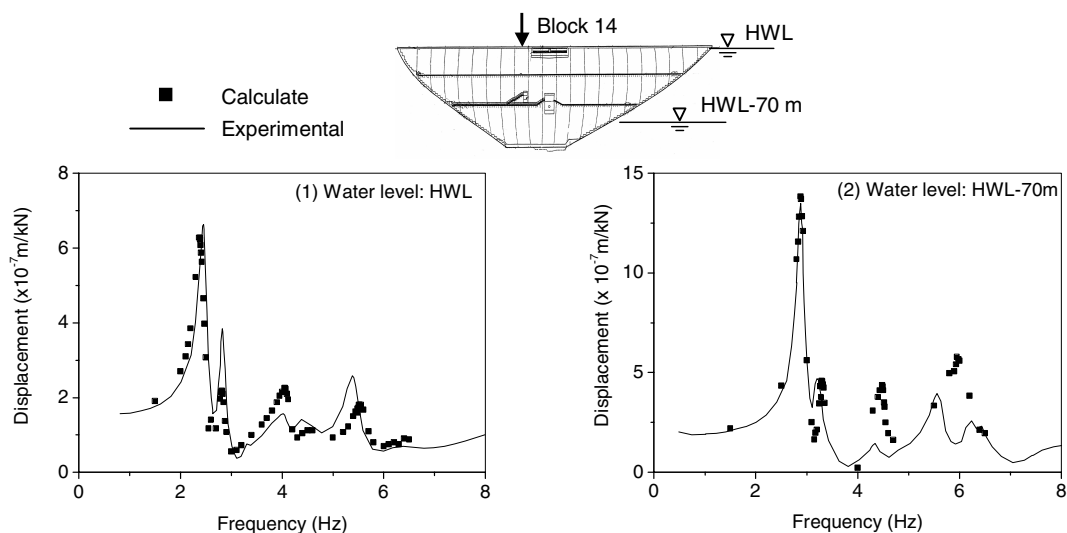 Block 14
HWL
HWL-70 m
Calculate
Experimental
(1) Water level: HWL
Displacement (x10⁻⁷m/kN)
8
6
4
2
0
0 2 4 6 8
Frequency (Hz)
(2) Water level: HWL-70m
Displacement (x 10⁻⁷m/kN)
15
10
5
0
0 2 4 6 8
Frequency (Hz)